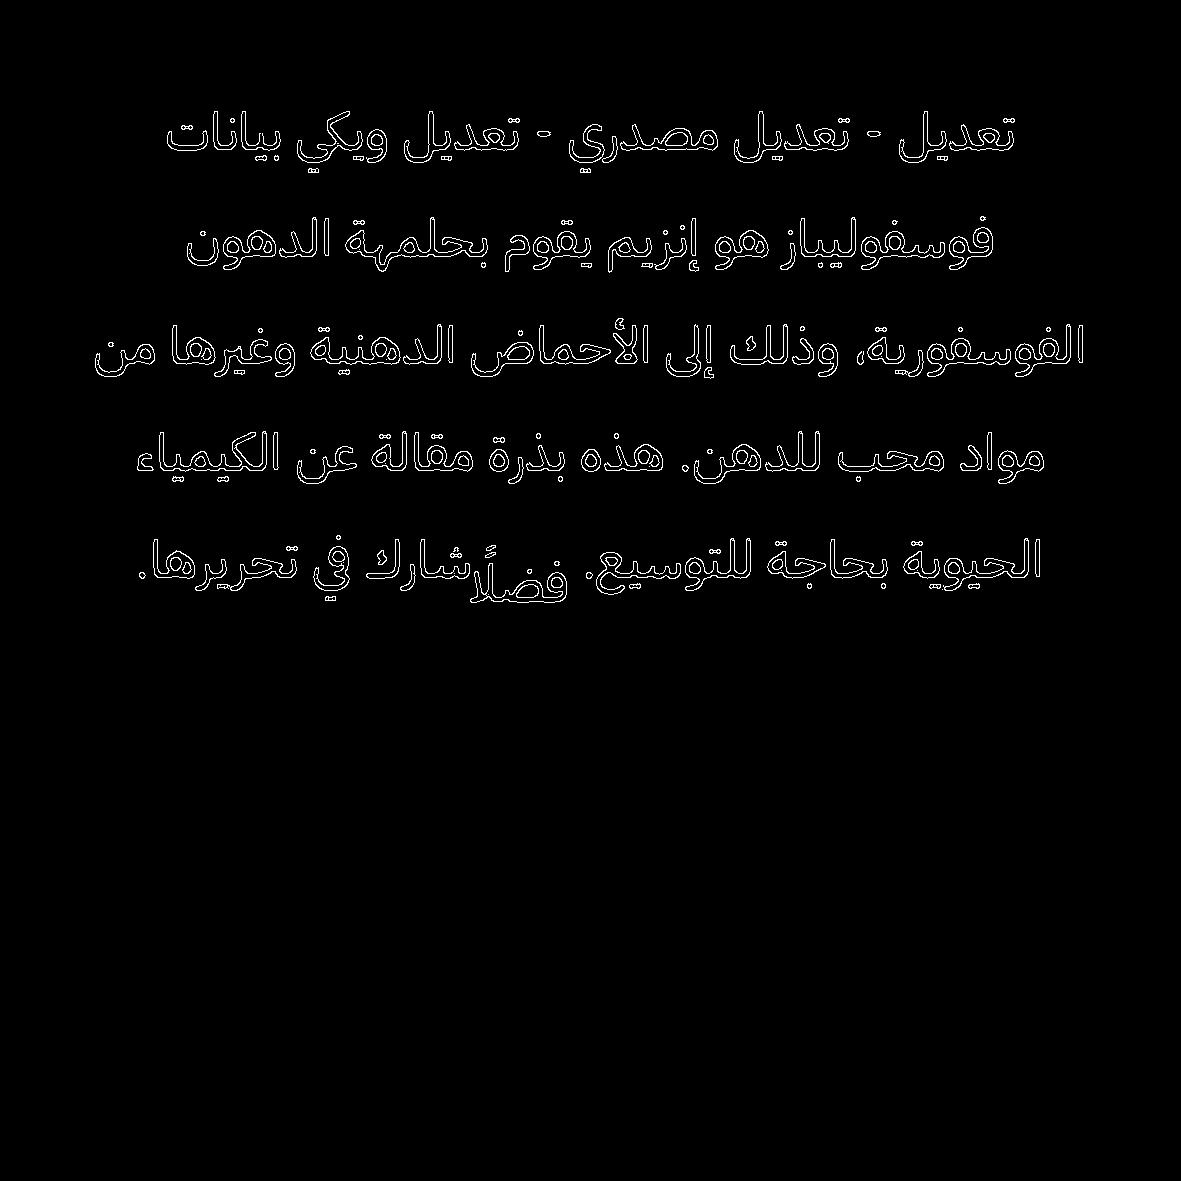 تعديل - تعديل مصدري - تعديل ويكي بيانات
فوسفوليباز هو إنزيم يقوم بحلمهة الدهون
الفوسفورية، وذلك إلى الأحماض الدهنية وغيرها من
مواد محب للدهن. هذه بذرة مقالة عن الكيمياء
الحيوية بحاجة للتوسيع. فضلًا شارك في تحريرها.